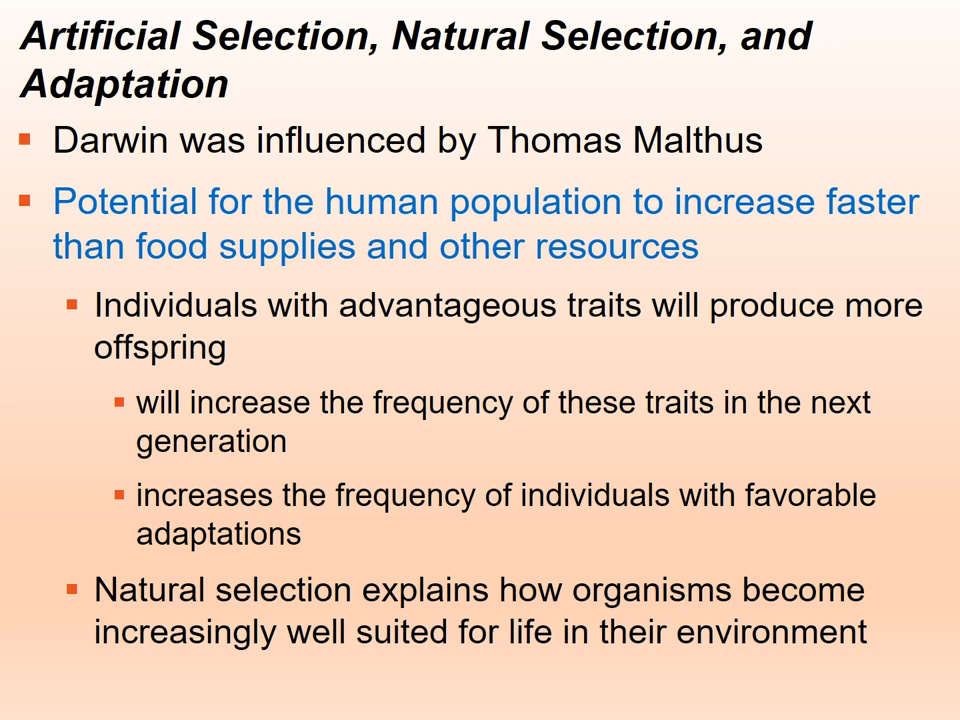 Artificial Selection, Natural Selection, and
Adaptation
Darwin was influenced by Thomas Malthus
Potential for the human population to increase faster
than food supplies and other resources
Individuals with advantageous traits will produce more
offspring
will increase the frequency of these traits in the next
generation
increases the frequency of individuals with favorable
adaptations
Natural selection explains how organisms become
increasingly well suited for life in their environment